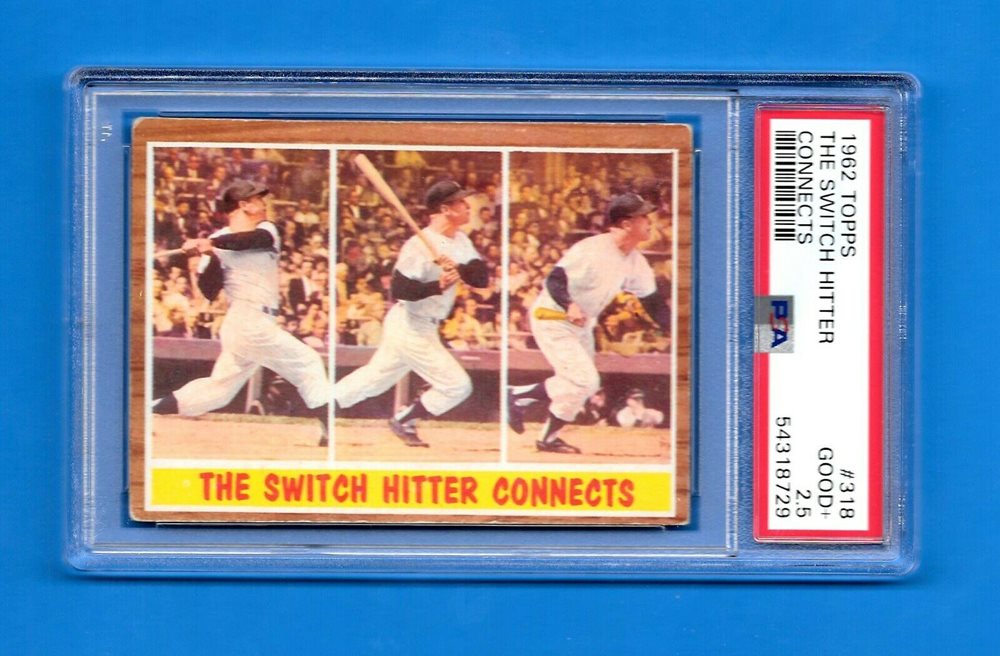 THE SWITCH HITTER CONNECTS
1962 TOPPS
THE SWITCH HITTER
CONNECTS
#318
GOOD+
2.5
54318729
PSA